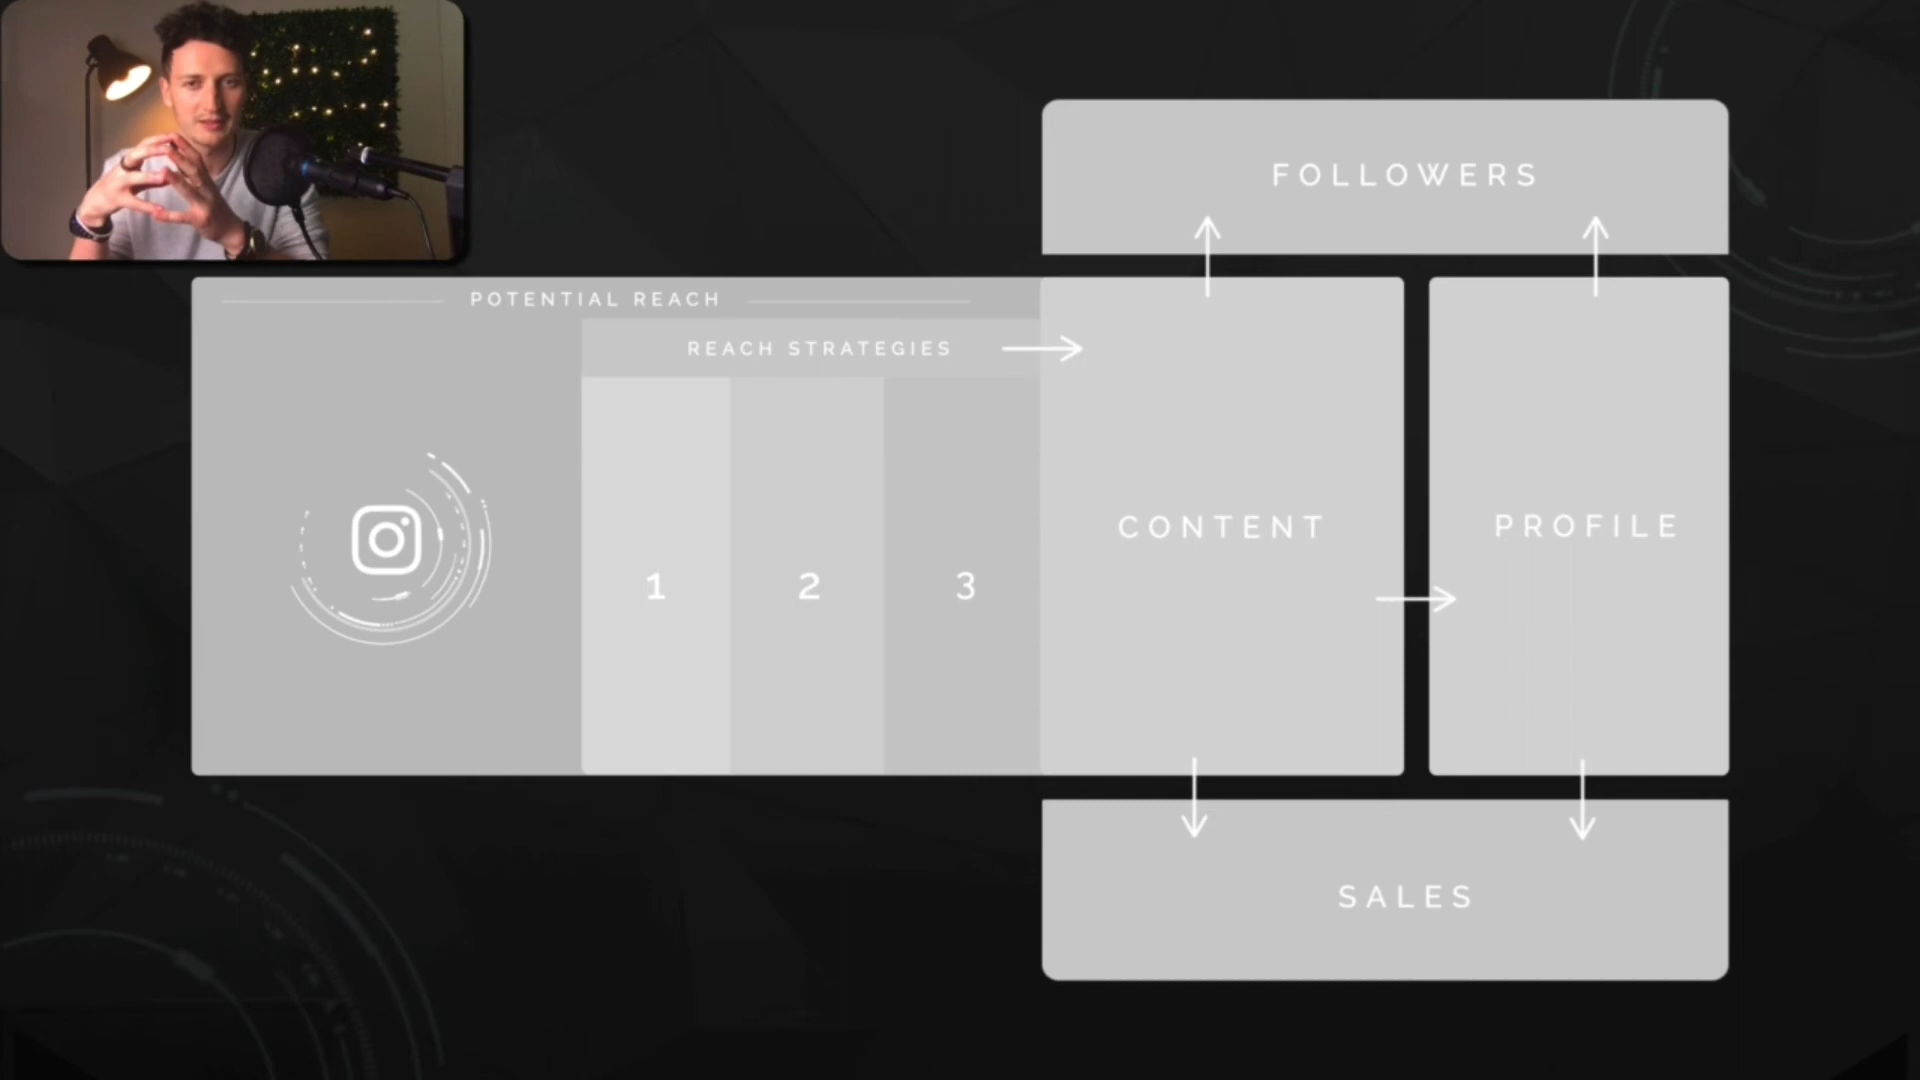 FOLLOWERS
POTENTIAL REACH
REACH STRATEGIES
1
2
3
CONTENT
PROFILE
SALES